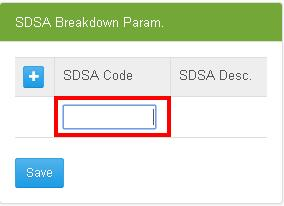 SDSA Breakdown Param.
+ SDSA Code SDSA Desc.
Save